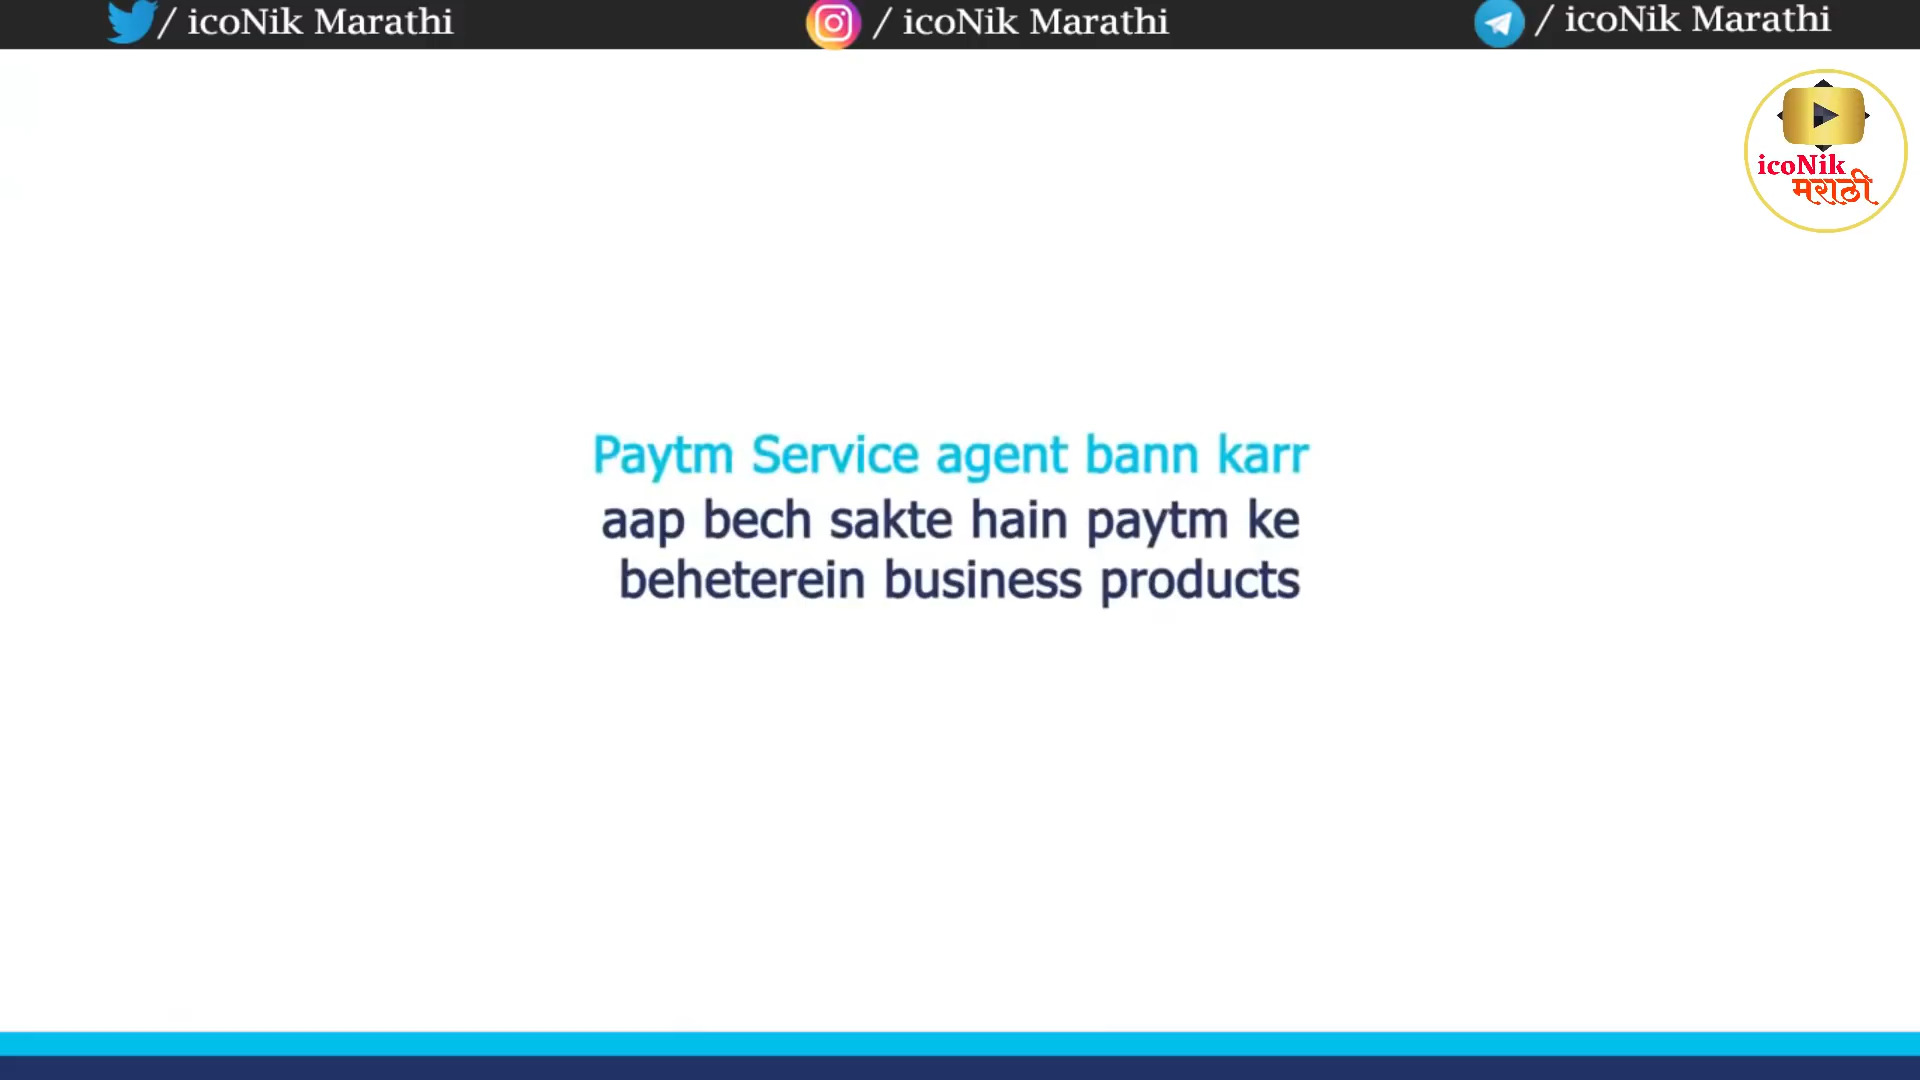 / icoNik Marathi
/ icoNik Marathi
/ icoNik Marathi
icoNik
मराठी
Paytm Service agent bann karr
aap bech sakte hain paytm ke
beheterein business products